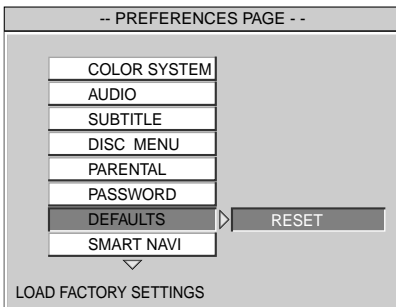 -- PREFERENCES PAGE - -
COLOR SYSTEM
AUDIO
SUBTITLE
DISC MENU
PARENTAL
PASSWORD
DEFAULTS RESET
SMART NAVI
LOAD FACTORY SETTINGS